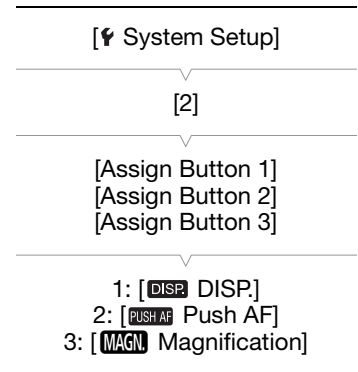 [System Setup]
[2]
[Assign Button 1]
[Assign Button 2]
[Assign Button 3]
1: [DISP. DISP.]
2: [PUSH AF Push AF]
3: [MAGN. Magnification]